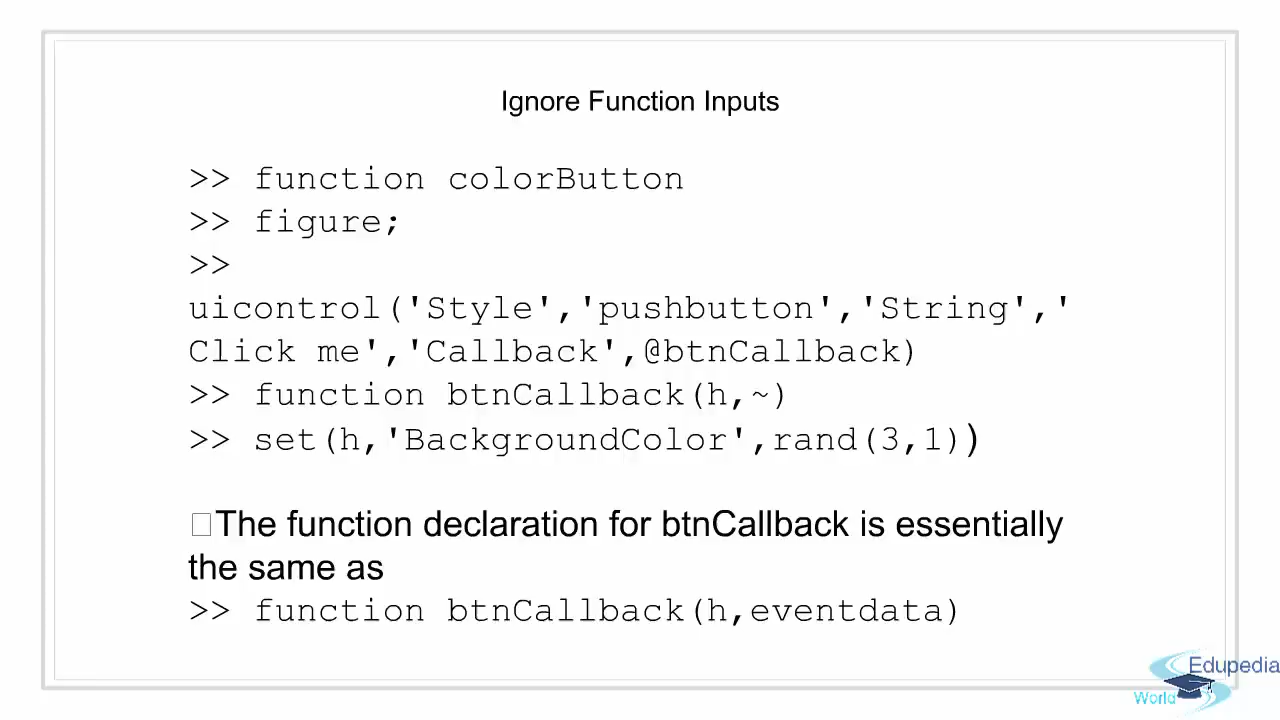 Ignore Function Inputs
>> function colorButton
>> figure;
>>
uicontrol('Style','pushbutton','String','
Click me','Callback',@btnCallback)
>> function btnCallback(h,~)
>> set(h,'BackgroundColor',rand(3,1))
The function declaration for btnCallback is essentially
the same as
>> function btnCallback(h,eventdata)
Edupedia
World